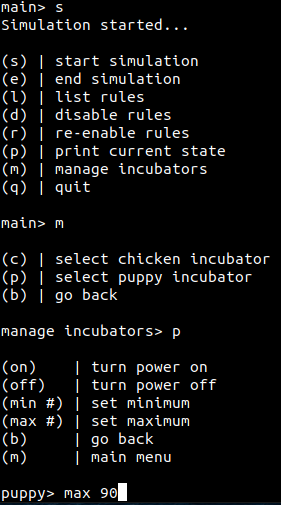 main> s
Simulation started...
(s) | start simulation
(e) | end simulation
(l) | list rules
(d) | disable rules
(r) | re-enable rules
(p) | print current state
(m) | manage incubators
(q) | quit
main> m
(c) | select chicken incubator
(p) | select puppy incubator
(b) | go back
manage incubators> p
(on)    | turn power on
(off)   | turn power off
(min #) | set minimum
(max #) | set maximum
(b)     | go back
(m)     | main menu
puppy> max 90